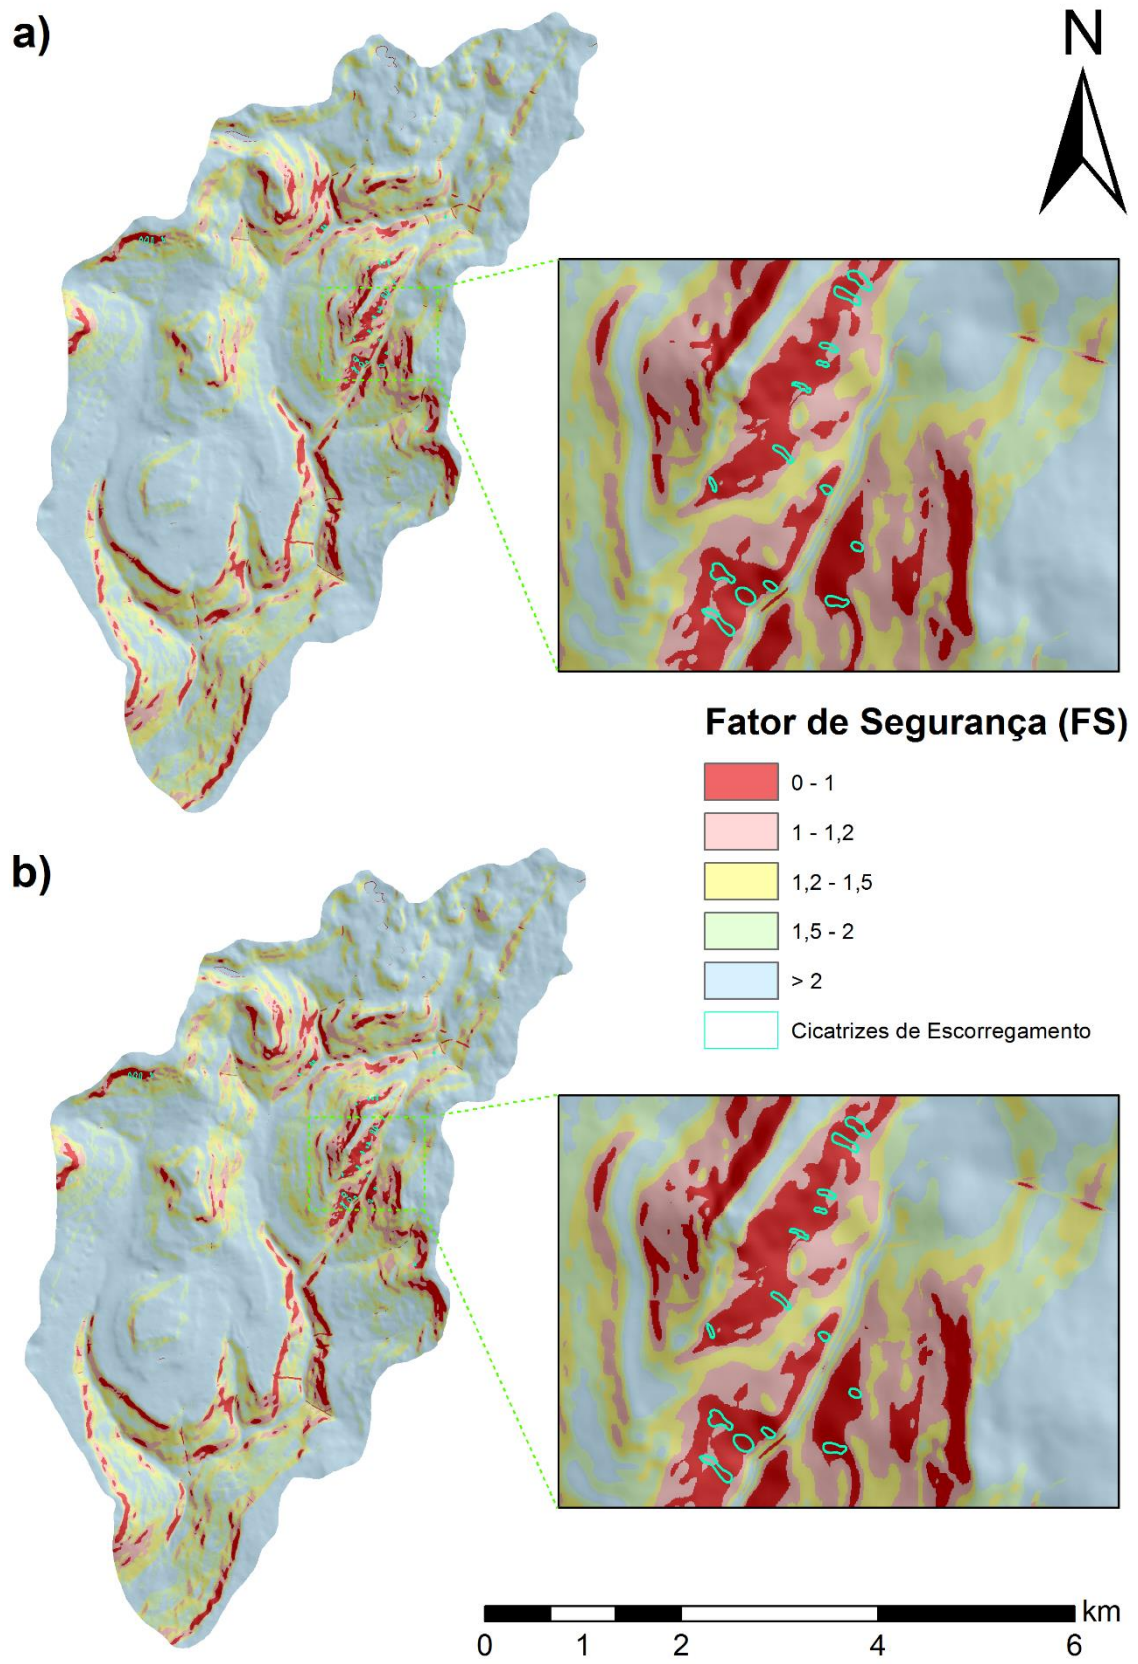 a)
N
Fator de Segurança (FS)
0 - 1
1 - 1,2
1,2 - 1,5
1,5 - 2
> 2
Cicatrizes de Escorregamento
b)
km
0 1 2 4 6